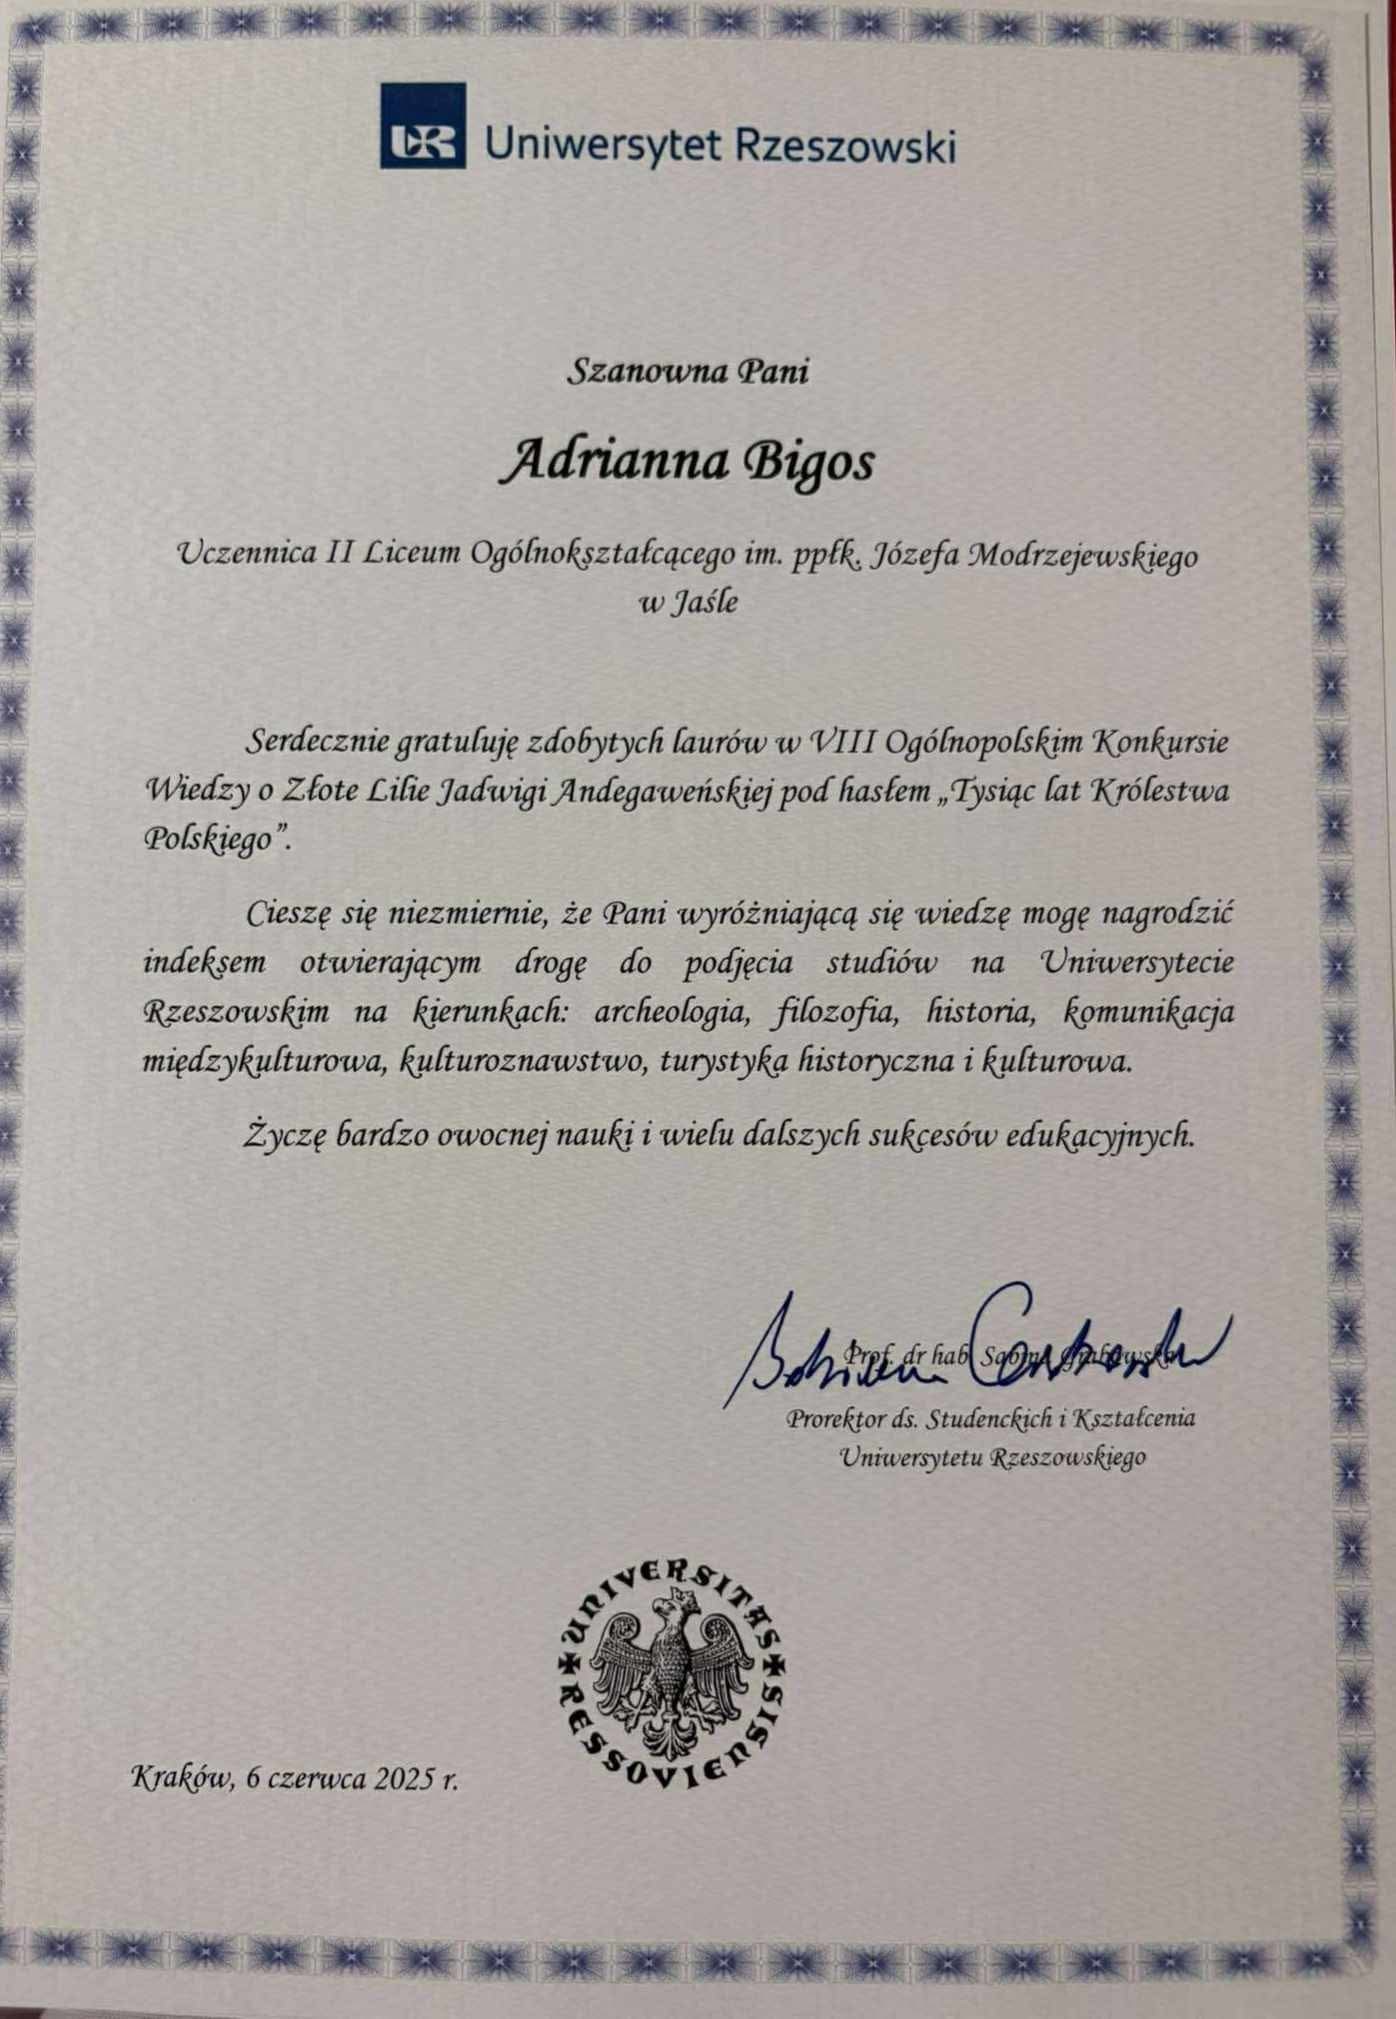 UR Uniwersytet Rzeszowski
Szanowna Pani
Adrianna Bigos
Uczennica II Liceum Ogólnokształcącego im. ppłk. Józefa Modrzejewskiego
w Jaśle
Serdecznie gratuluję zdobytych laurów w VIII Ogólnopolskim Konkursie
Wiedzy o Złote Lilie Jadwigi Andegaweńskiej pod hasłem „Tysiąc lat Królestwa
Polskiego”.
Cieszę się niezmiernie, że Pani wyróżniającą się wiedzę mogę nagrodzić
indeksem otwierającym drogę do podjęcia studiów na Uniwersytecie
Rzeszowskim na kierunkach: archeologia, filozofia, historia, komunikacja
międzykulturowa, kulturoznawstwo, turystyka historyczna i kulturowa.
Życzę bardzo owocnej nauki i wielu dalszych sukcesów edukacyjnych.
Prof. dr hab. Sabina Grabowska
Prorektor ds. Studenckich i Kształcenia
Uniwersytetu Rzeszowskiego
UNIVERSITAS
RESSOVIENSIS
Kraków, 6 czerwca 2025 r.